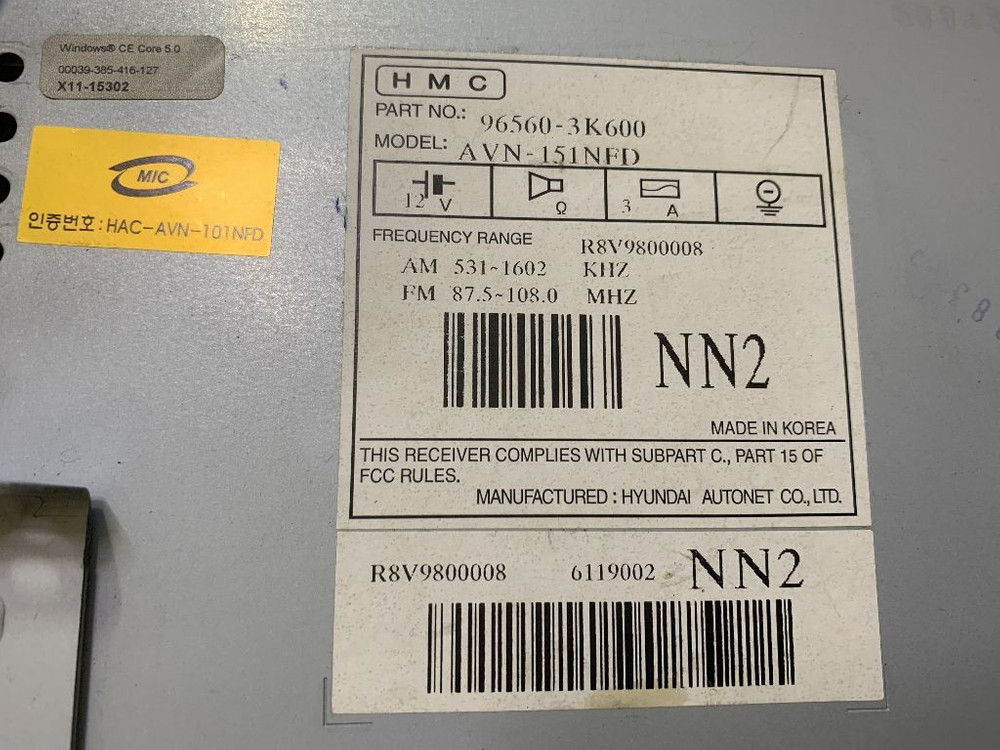 Windows® CE Core 5.0
00039-385-416-127
X11-15302
MIC
인증번호: HAC-AVN-101NFD
HMC
PART NO.: 96560-3K600
MODEL: AVN-151NFD
12 V Ω 3 A
FREQUENCY RANGE R8V9800008
AM 531~1602 KHZ
FM 87.5~108.0 MHZ
NN2
MADE IN KOREA
THIS RECEIVER COMPLIES WITH SUBPART C., PART 15 OF
FCC RULES.
MANUFACTURED : HYUNDAI AUTONET CO., LTD.
R8V9800008 6119002 NN2